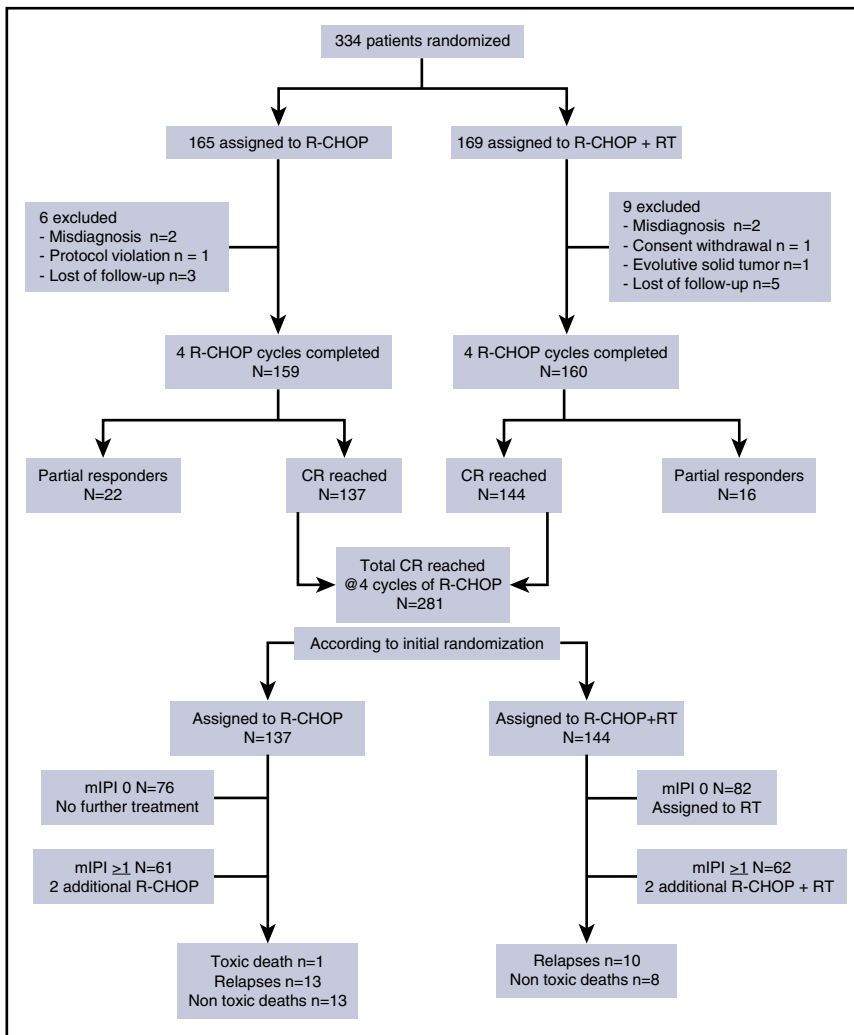 334 patients randomized
165 assigned to R-CHOP
169 assigned to R-CHOP + RT
6 excluded
- Misdiagnosis n=2
- Protocol violation n = 1
- Lost of follow-up n=3
9 excluded
- Misdiagnosis n=2
- Consent withdrawal n = 1
- Evolutive solid tumor n=1
- Lost of follow-up n=5
4 R-CHOP cycles completed
N=159
4 R-CHOP cycles completed
N=160
Partial responders
N=22
CR reached
N=137
CR reached
N=144
Partial responders
N=16
Total CR reached
@4 cycles of R-CHOP
N=281
According to initial randomization
Assigned to R-CHOP
N=137
Assigned to R-CHOP+RT
N=144
mIPI 0 N=76
No further treatment
mIPI 0 N=82
Assigned to RT
mIPI ≥1 N=61
2 additional R-CHOP
mIPI ≥1 N=62
2 additional R-CHOP + RT
Toxic death n=1
Relapses n=13
Non toxic deaths n=13
Relapses n=10
Non toxic deaths n=8